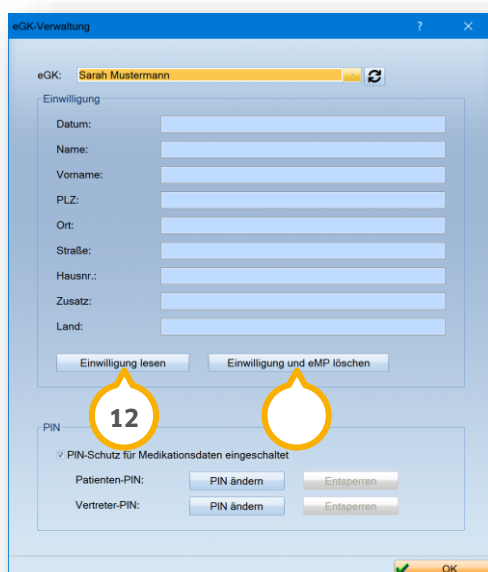 eGK-Verwaltung ? ×
eGK: Sarah Mustermann
Einwilligung
Datum:
Name:
Vorname:
PLZ:
Ort:
Straße:
Hausnr.:
Zusatz:
Land:
Einwilligung lesen Einwilligung und eMP löschen
12
PIN
PIN-Schutz für Medikationsdaten eingeschaltet
Patienten-PIN: PIN ändern Entsperren
Vertreter-PIN: PIN ändern Entsperren
OK